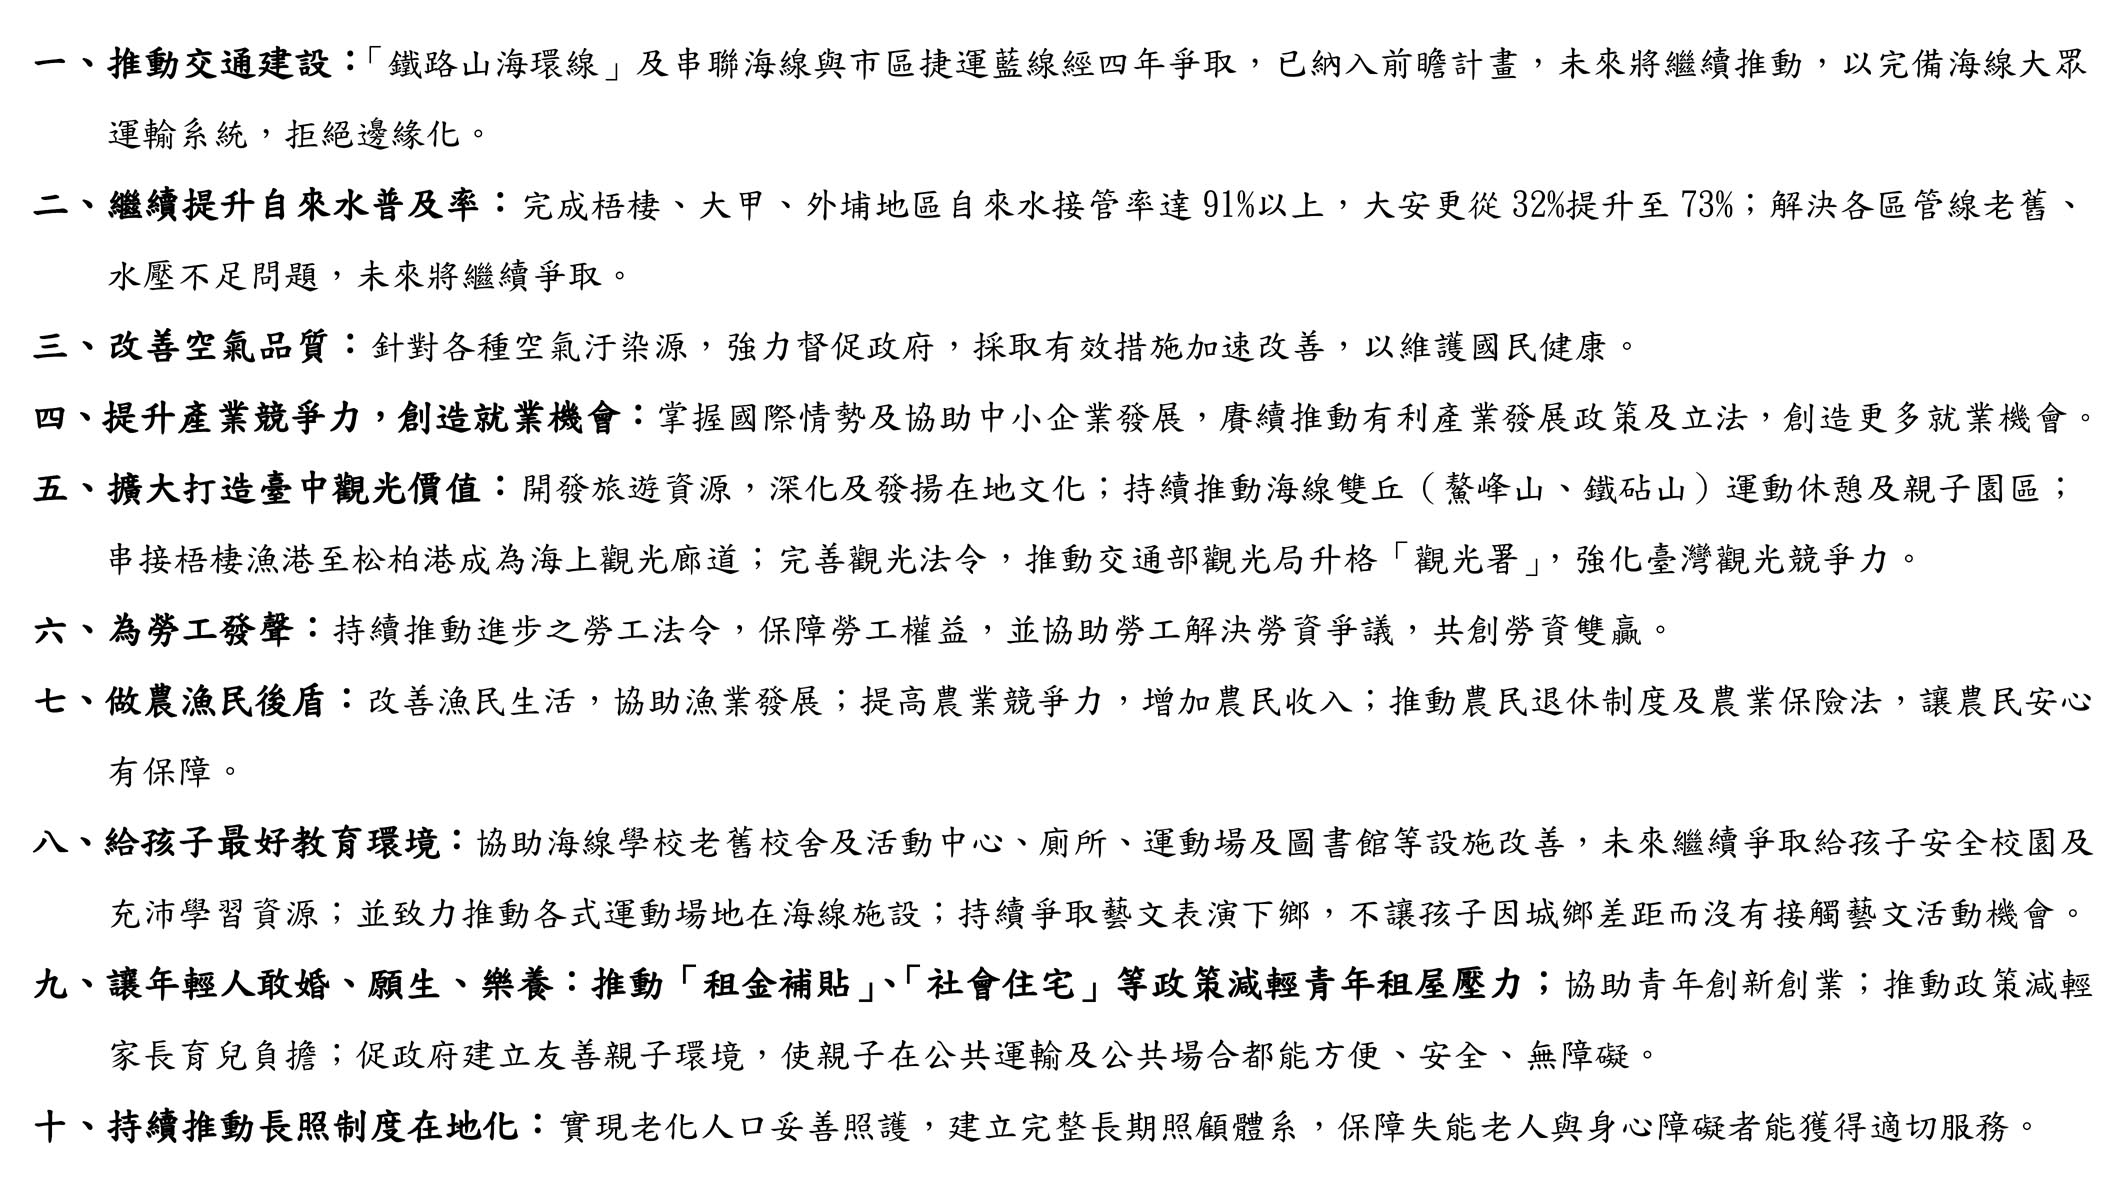 一、推動交通建設：「鐵路山海環線」及串聯海線與市區捷運藍線經四年爭取，已納入前瞻計畫，未來將繼續推動，以完備海線大眾
運輸系統，拒絕邊緣化。
二、繼續提升自來水普及率：完成梧棲、大甲、外埔地區自來水接管率達 91%以上，大安更從 32%提升至 73%；解決各區管線老舊、
水壓不足問題，未來將繼續爭取。
三、改善空氣品質：針對各種空氣汙染源，強力督促政府，採取有效措施加速改善，以維護國民健康。
四、提升產業競爭力，創造就業機會：掌握國際情勢及協助中小企業發展，賡續推動有利產業發展政策及立法，創造更多就業機會。
五、擴大打造臺中觀光價值：開發旅遊資源，深化及發揚在地文化；持續推動海線雙丘（鰲峰山、鐵砧山）運動休憩及親子園區；
串接梧棲漁港至松柏港成為海上觀光廊道；完善觀光法令，推動交通部觀光局升格「觀光署」，強化臺灣觀光競爭力。
六、為勞工發聲：持續推動進步之勞工法令，保障勞工權益，並協助勞工解決勞資爭議，共創勞資雙贏。
七、做農漁民後盾：改善漁民生活，協助漁業發展；提高農業競爭力，增加農民收入；推動農民退休制度及農業保險法，讓農民安心
有保障。
八、給孩子最好教育環境：協助海線學校老舊校舍及活動中心、廁所、運動場及圖書館等設施改善，未來繼續爭取給孩子安全校園及
充沛學習資源；並致力推動各式運動場地在海線施設；持續爭取藝文表演下鄉，不讓孩子因城鄉差距而沒有接觸藝文活動機會。
九、讓年輕人敢婚、願生、樂養：推動「租金補貼」、「社會住宅」等政策減輕青年租屋壓力；協助青年創新創業；推動政策減輕
家長育兒負擔；促政府建立友善親子環境，使親子在公共運輸及公共場合都能方便、安全、無障礙。
十、持續推動長照制度在地化：實現老化人口妥善照護，建立完整長期照顧體系，保障失能老人與身心障礙者能獲得適切服務。